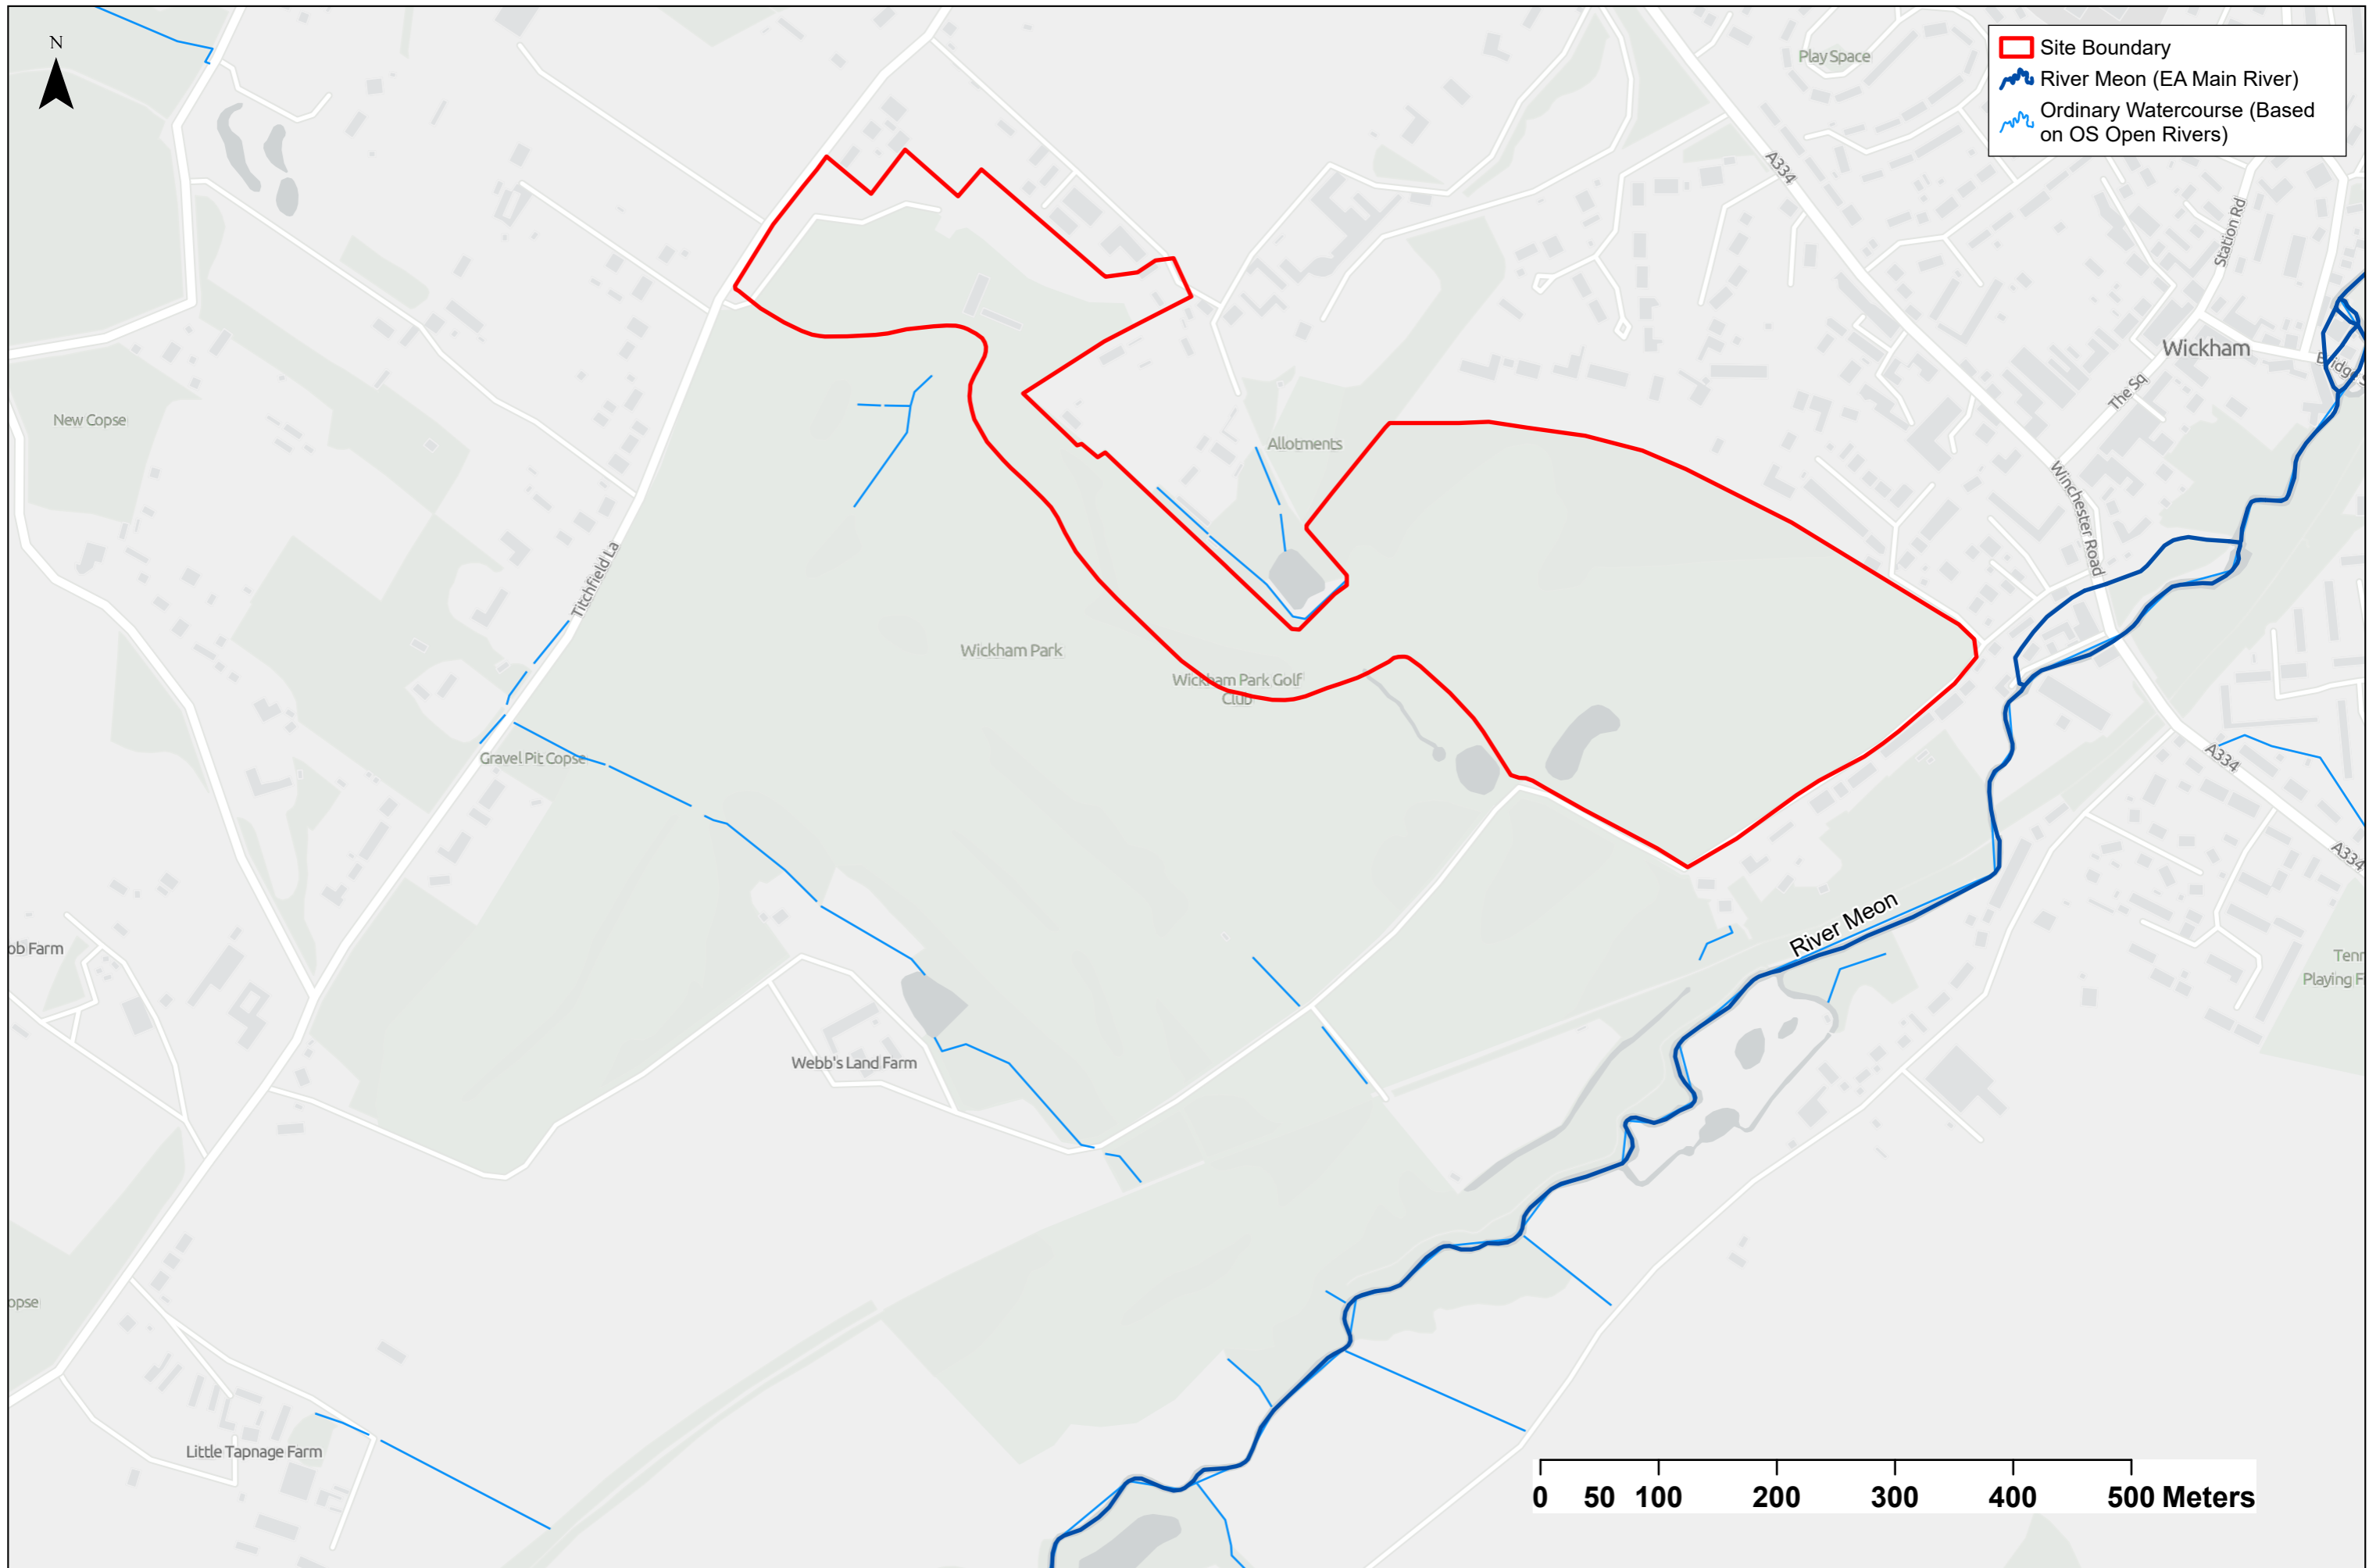 N
Site Boundary
River Meon (EA Main River)
Ordinary Watercourse (Based
on OS Open Rivers)
Play Space
A334
Station Rd
Wickham
The Sq
New Copse
Allotments
Winchester Road
Titchfield La
Wickham Park
Wickham Park Golf
Club
Gravel Pit Copse
A334
A334
River Meon
ob Farm
Tenn
Playing F
Webb's Land Farm
opse
Little Tapnage Farm
0 50 100 200 300 400 500 Meters